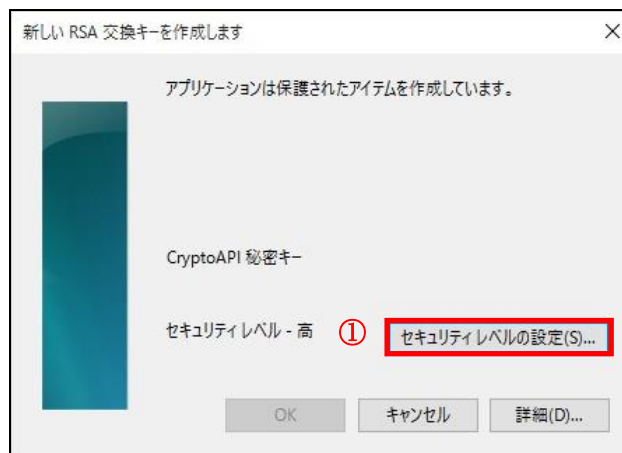 新しい RSA 交換キーを作成します
アプリケーションは保護されたアイテムを作成しています。
CryptoAPI 秘密キー
セキュリティ レベル - 高 ① セキュリティ レベルの設定(S)...
OK キャンセル 詳細(D)...